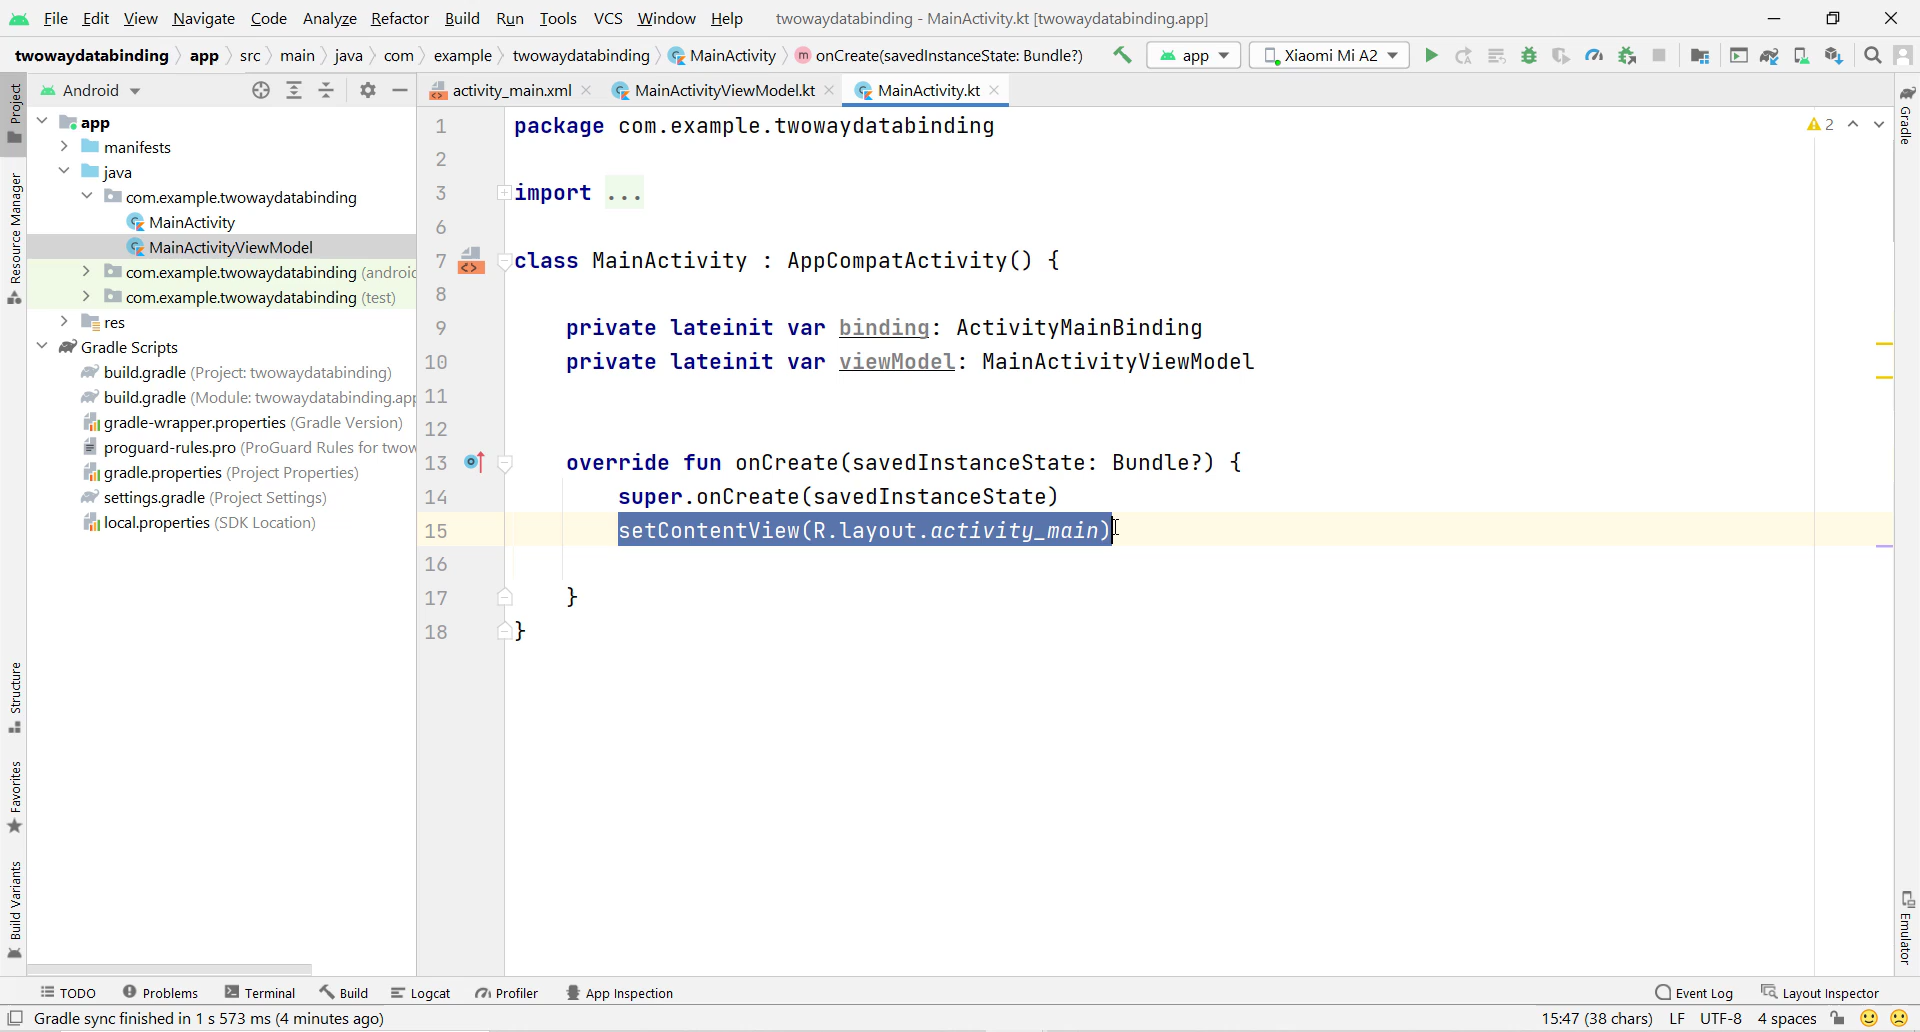 File Edit View Navigate Code Analyze Refactor Build Run Tools VCS Window Help twowaydatabinding - MainActivity.kt [twowaydatabinding.app]
twowaydatabinding app src main java com example twowaydatabinding MainActivity onCreate(savedInstanceState: Bundle?) app Xiaomi Mi A2
Android activity_main.xml MainActivityViewModel.kt MainActivity.kt
Project
Resource Manager
Structure
Favorites
Build Variants
app
manifests
java
com.example.twowaydatabinding
MainActivity
MainActivityViewModel
com.example.twowaydatabinding (androic
com.example.twowaydatabinding (test)
res
Gradle Scripts
build.gradle (Project: twowaydatabinding)
build.gradle (Module: twowaydatabinding.app
gradle-wrapper.properties (Gradle Version)
proguard-rules.pro (ProGuard Rules for twow
gradle.properties (Project Properties)
settings.gradle (Project Settings)
local.properties (SDK Location)
1 package com.example.twowaydatabinding
2
3 import ...
6
7 class MainActivity : AppCompatActivity() {
8
9 private lateinit var binding: ActivityMainBinding
10 private lateinit var viewModel: MainActivityViewModel
11
12
13 override fun onCreate(savedInstanceState: Bundle?) {
14 super.onCreate(savedInstanceState)
15 setContentView(R.layout.activity_main)
16
17 }
18 }
2
Gradle
Emulator
TODO Problems Terminal Build Logcat Profiler App Inspection Event Log Layout Inspector
Gradle sync finished in 1 s 573 ms (4 minutes ago) 15:47 (38 chars) LF UTF-8 4 spaces